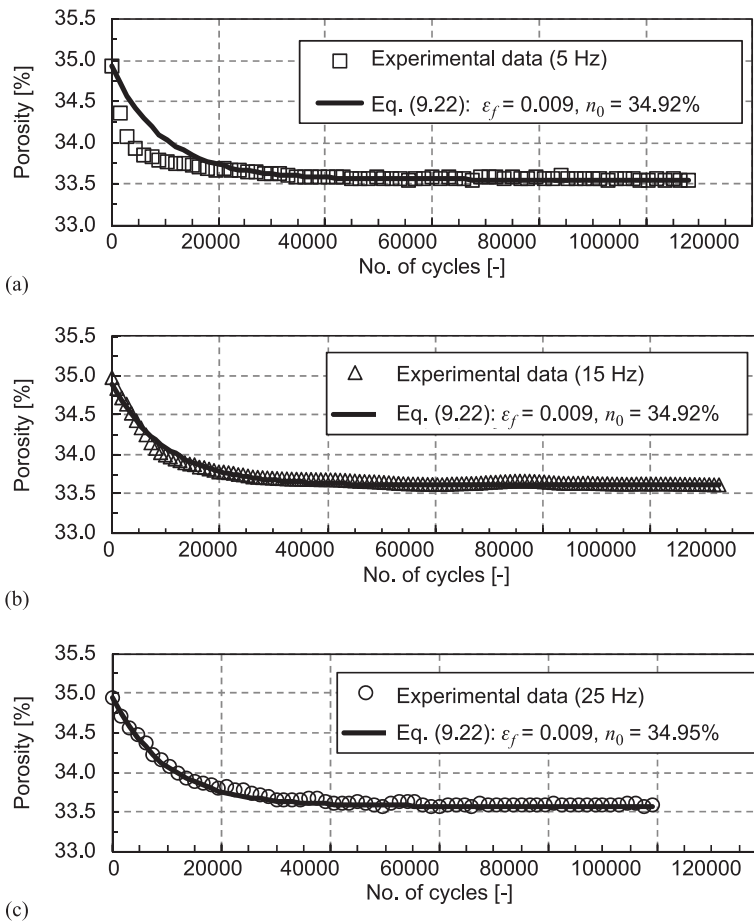 35.5
35.0
34.5
34.0
33.5
33.0
Porosity [%]
Experimental data (5 Hz)
Eq. (9.22): εf = 0.009, n0 = 34.92%
0 20000 40000 60000 80000 100000 120000
No. of cycles [-]
(a)
35.5
35.0
34.5
34.0
33.5
33.0
Porosity [%]
Experimental data (15 Hz)
Eq. (9.22): εf = 0.009, n0 = 34.92%
0 20000 40000 60000 80000 100000 120000
No. of cycles [-]
(b)
35.5
35.0
34.5
34.0
33.5
33.0
Porosity [%]
Experimental data (25 Hz)
Eq. (9.22): εf = 0.009, n0 = 34.95%
0 20000 40000 60000 80000 100000 120000
No. of cycles [-]
(c)